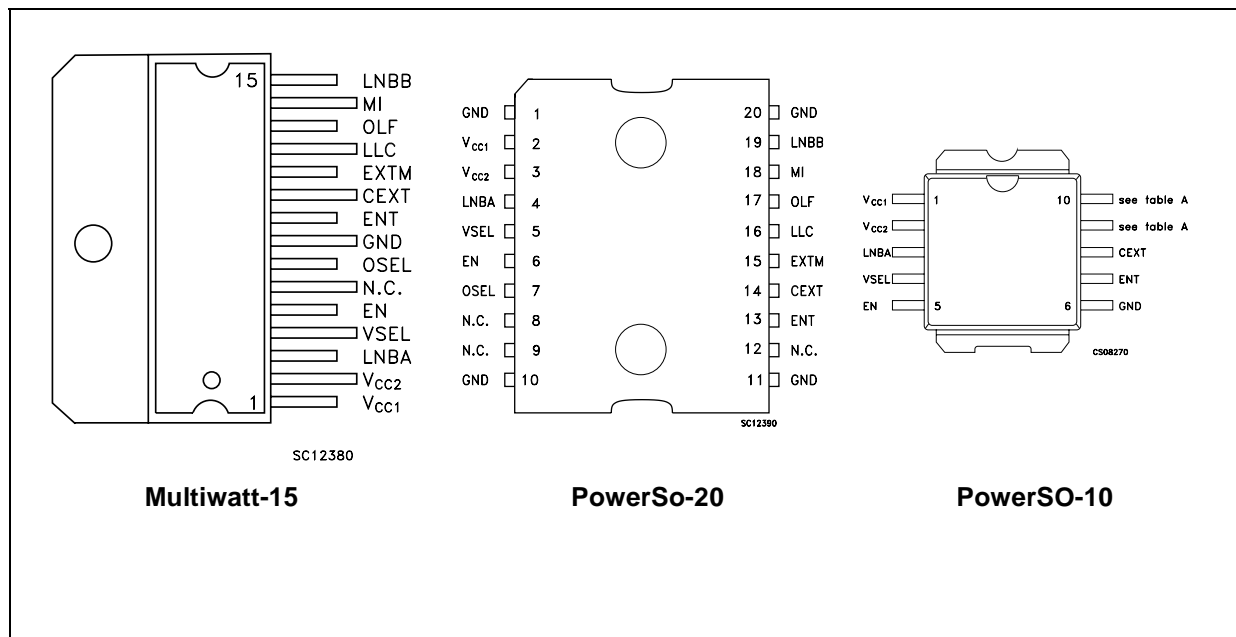 15 LNBB
MI
OLF
LLC
EXTM
CEXT
ENT
GND
OSEL
N.C.
EN
VSEL
LNBA
VCC2
1 VCC1
SC12380
Multiwatt-15
GND 1 20 GND
VCC1 2 19 LNBB
VCC2 3 18 MI
LNBA 4 17 OLF
VSEL 5 16 LLC
EN 6 15 EXTM
OSEL 7 14 CEXT
N.C. 8 13 ENT
N.C. 9 12 N.C.
GND 10 11 GND
SC12390
PowerSo-20
VCC1 1 10 see table A
VCC2 see table A
LNBA CEXT
VSEL ENT
EN 5 6 GND
CS08270
PowerSO-10